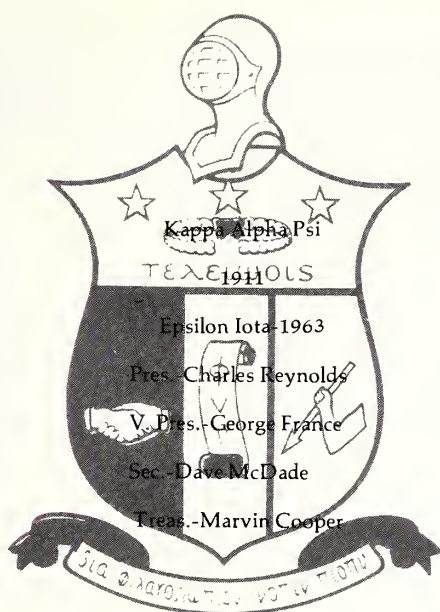 Kappa Alpha Psi
1911
Epsilon Iota-1963
Pres.-Charles Reynolds
V. Pres.-George France
Sec.-Dave McDade
Treas.-Marvin Cooper